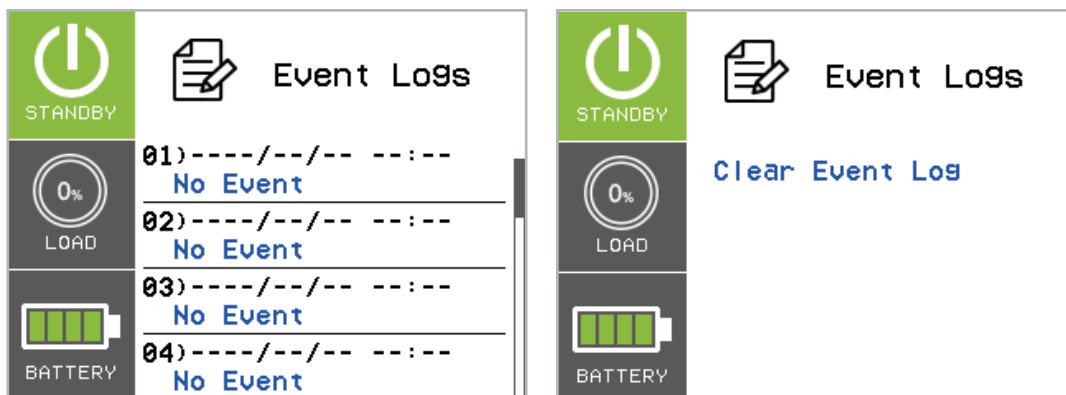 STANDBY
0%
LOAD
BATTERY
Event Logs
01)----/--/-- --:--
No Event
02)----/--/-- --:--
No Event
03)----/--/-- --:--
No Event
04)----/--/-- --:--
No Event
STANDBY
0%
LOAD
BATTERY
Event Logs
Clear Event Log